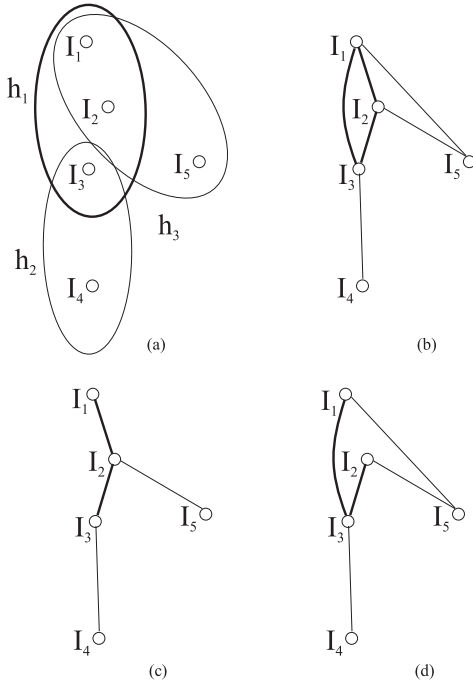 I₁
h₁
I₂
I₃
I₅
h₃
h₂
I₄
(a)
I₁
I₂
I₃
I₅
I₄
(b)
I₁
I₂
I₃
I₅
I₄
(c)
I₁
I₂
I₃
I₅
I₄
(d)